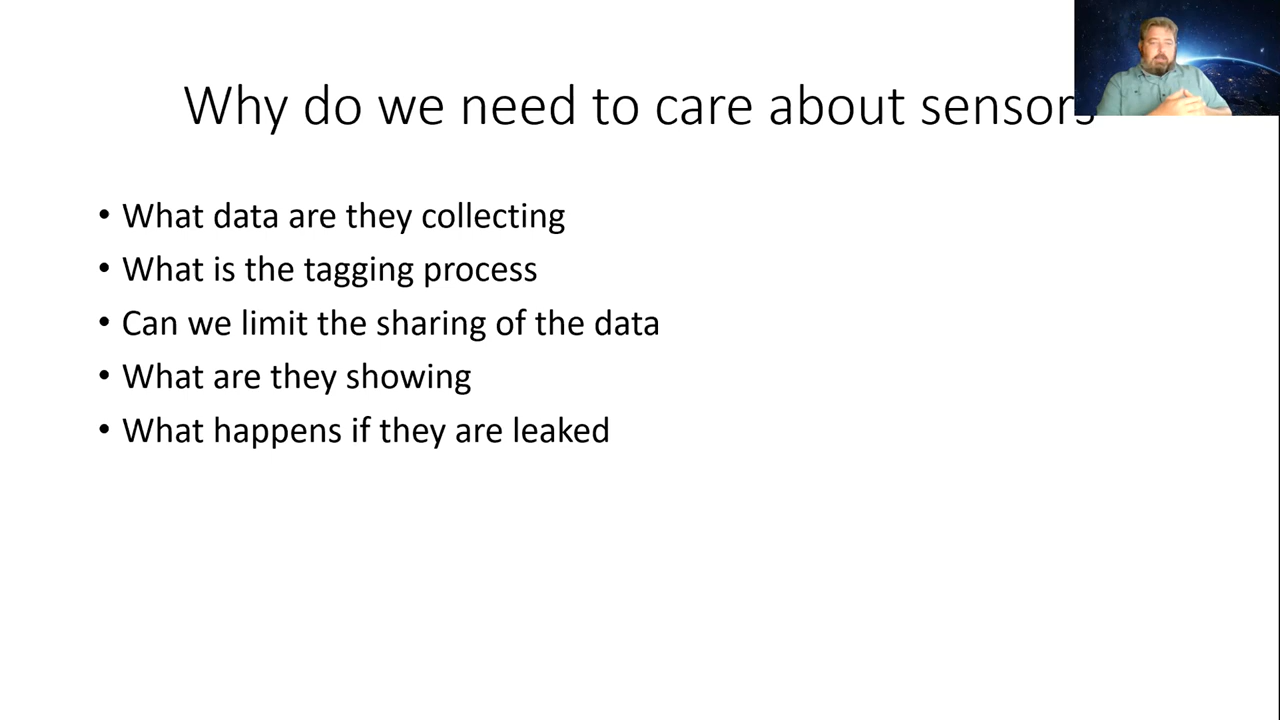 Why do we need to care about sensors
• What data are they collecting
• What is the tagging process
• Can we limit the sharing of the data
• What are they showing
• What happens if they are leaked